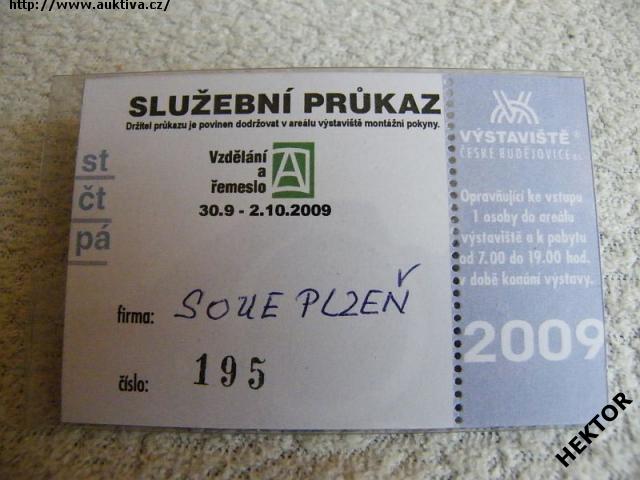 http://www.auktiva.cz/
SLUŽEBNÍ PRŮKAZ
Držitel průkazu je povinen dodržovat v areálu výstaviště montážní pokyny.
st
čt
pá
Vzdělání
a
řemeslo
A
30.9 - 2.10.2009
firma: SOUE PLZEŇ
číslo: 195
VÝSTAVIŠTĚ®
ČESKÉ BUDĚJOVICE a.s.
Opravňující ke vstupu
1 osoby do areálu
výstaviště a k pobytu
od 7.00 do 19.00 hod.
v době konání výstavy.
2009
HEKTOR